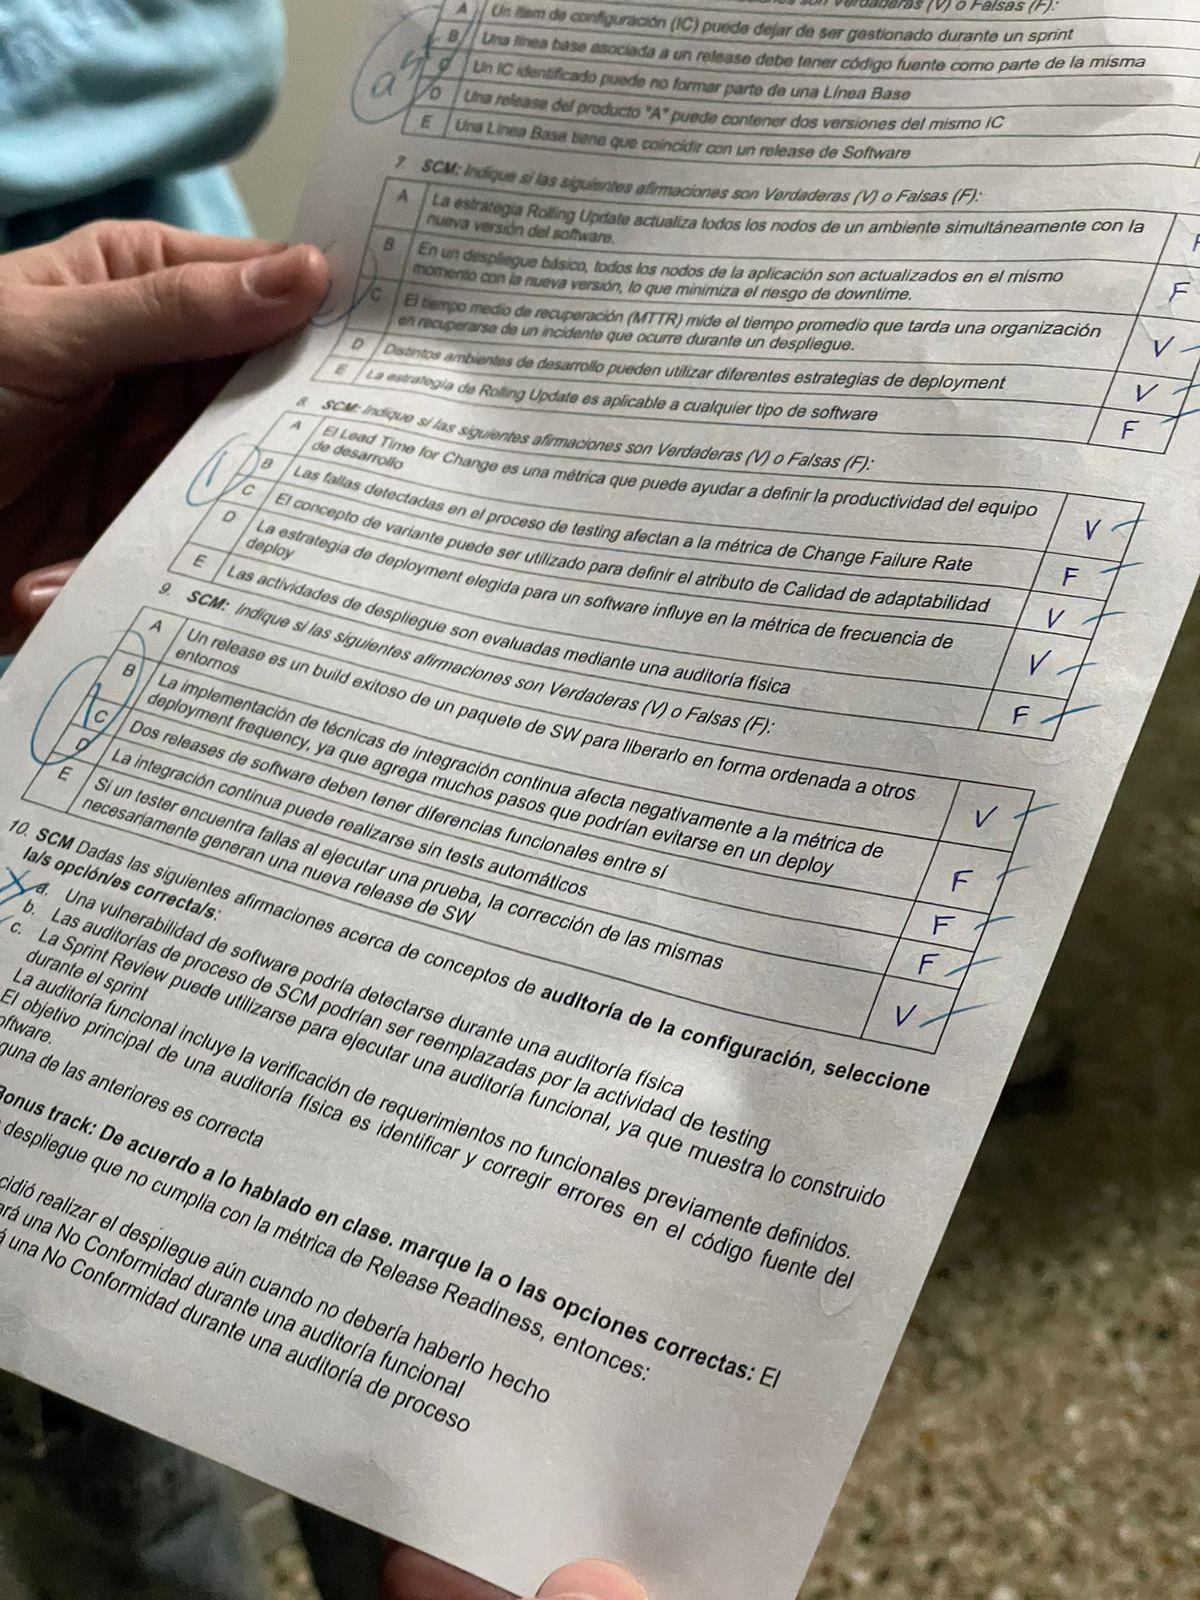 son Verdaderas (V) o Falsas (F):
A Un ítem de configuración (IC) puede dejar de ser gestionado durante un sprint
B Una línea base asociada a un release debe tener código fuente como parte de la misma
C Un IC identificado puede no formar parte de una Línea Base
D Una release del producto "A" puede contener dos versiones del mismo IC
E Una Línea Base tiene que coincidir con un release de Software
7. SCM: Indique si las siguientes afirmaciones son Verdaderas (V) o Falsas (F):
A La estrategia Rolling Update actualiza todos los nodos de un ambiente simultáneamente con la
nueva versión del software. F
B En un despliegue básico, todos los nodos de la aplicación son actualizados en el mismo
momento con la nueva versión, lo que minimiza el riesgo de downtime. F
C El tiempo medio de recuperación (MTTR) mide el tiempo promedio que tarda una organización
en recuperarse de un incidente que ocurre durante un despliegue. V
D Distintos ambientes de desarrollo pueden utilizar diferentes estrategias de deployment V
E La estrategia de Rolling Update es aplicable a cualquier tipo de software F
8. SCM: Indique si las siguientes afirmaciones son Verdaderas (V) o Falsas (F):
1
A El Lead Time for Change es una métrica que puede ayudar a definir la productividad del equipo
de desarrollo V
B Las fallas detectadas en el proceso de testing afectan a la métrica de Change Failure Rate F
C El concepto de variante puede ser utilizado para definir el atributo de Calidad de adaptabilidad V
D La estrategia de deployment elegida para un software influye en la métrica de frecuencia de
deploy V
E Las actividades de despliegue son evaluadas mediante una auditoría física F
9. SCM: Indique si las siguientes afirmaciones son Verdaderas (V) o Falsas (F):
1
A Un release es un build exitoso de un paquete de SW para liberarlo en forma ordenada a otros
entornos V
B La implementación de técnicas de integración continua afecta negativamente a la métrica de
deployment frequency, ya que agrega muchos pasos que podrían evitarse en un deploy F
C Dos releases de software deben tener diferencias funcionales entre sí F
D La integración continua puede realizarse sin tests automáticos F
E Si un tester encuentra fallas al ejecutar una prueba, la corrección de las mismas
necesariamente generan una nueva release de SW V
10. SCM Dadas las siguientes afirmaciones acerca de conceptos de auditoría de la configuración, seleccione
la/s opción/es correcta/s:
a. Una vulnerabilidad de software podría detectarse durante una auditoría física
b. Las auditorías de proceso de SCM podrían ser reemplazadas por la actividad de testing
c. La Sprint Review puede utilizarse para ejecutar una auditoría funcional, ya que muestra lo construido
durante el sprint
La auditoría funcional incluye la verificación de requerimientos no funcionales previamente definidos.
El objetivo principal de una auditoría física es identificar y corregir errores en el código fuente del
oftware.
guna de las anteriores es correcta
Bonus track: De acuerdo a lo hablado en clase. marque la o las opciones correctas: El
despliegue que no cumplia con la métrica de Release Readiness, entonces:
cidió realizar el despliegue aún cuando no debería haberlo hecho
ará una No Conformidad durante una auditoría funcional
á una No Conformidad durante una auditoría de proceso